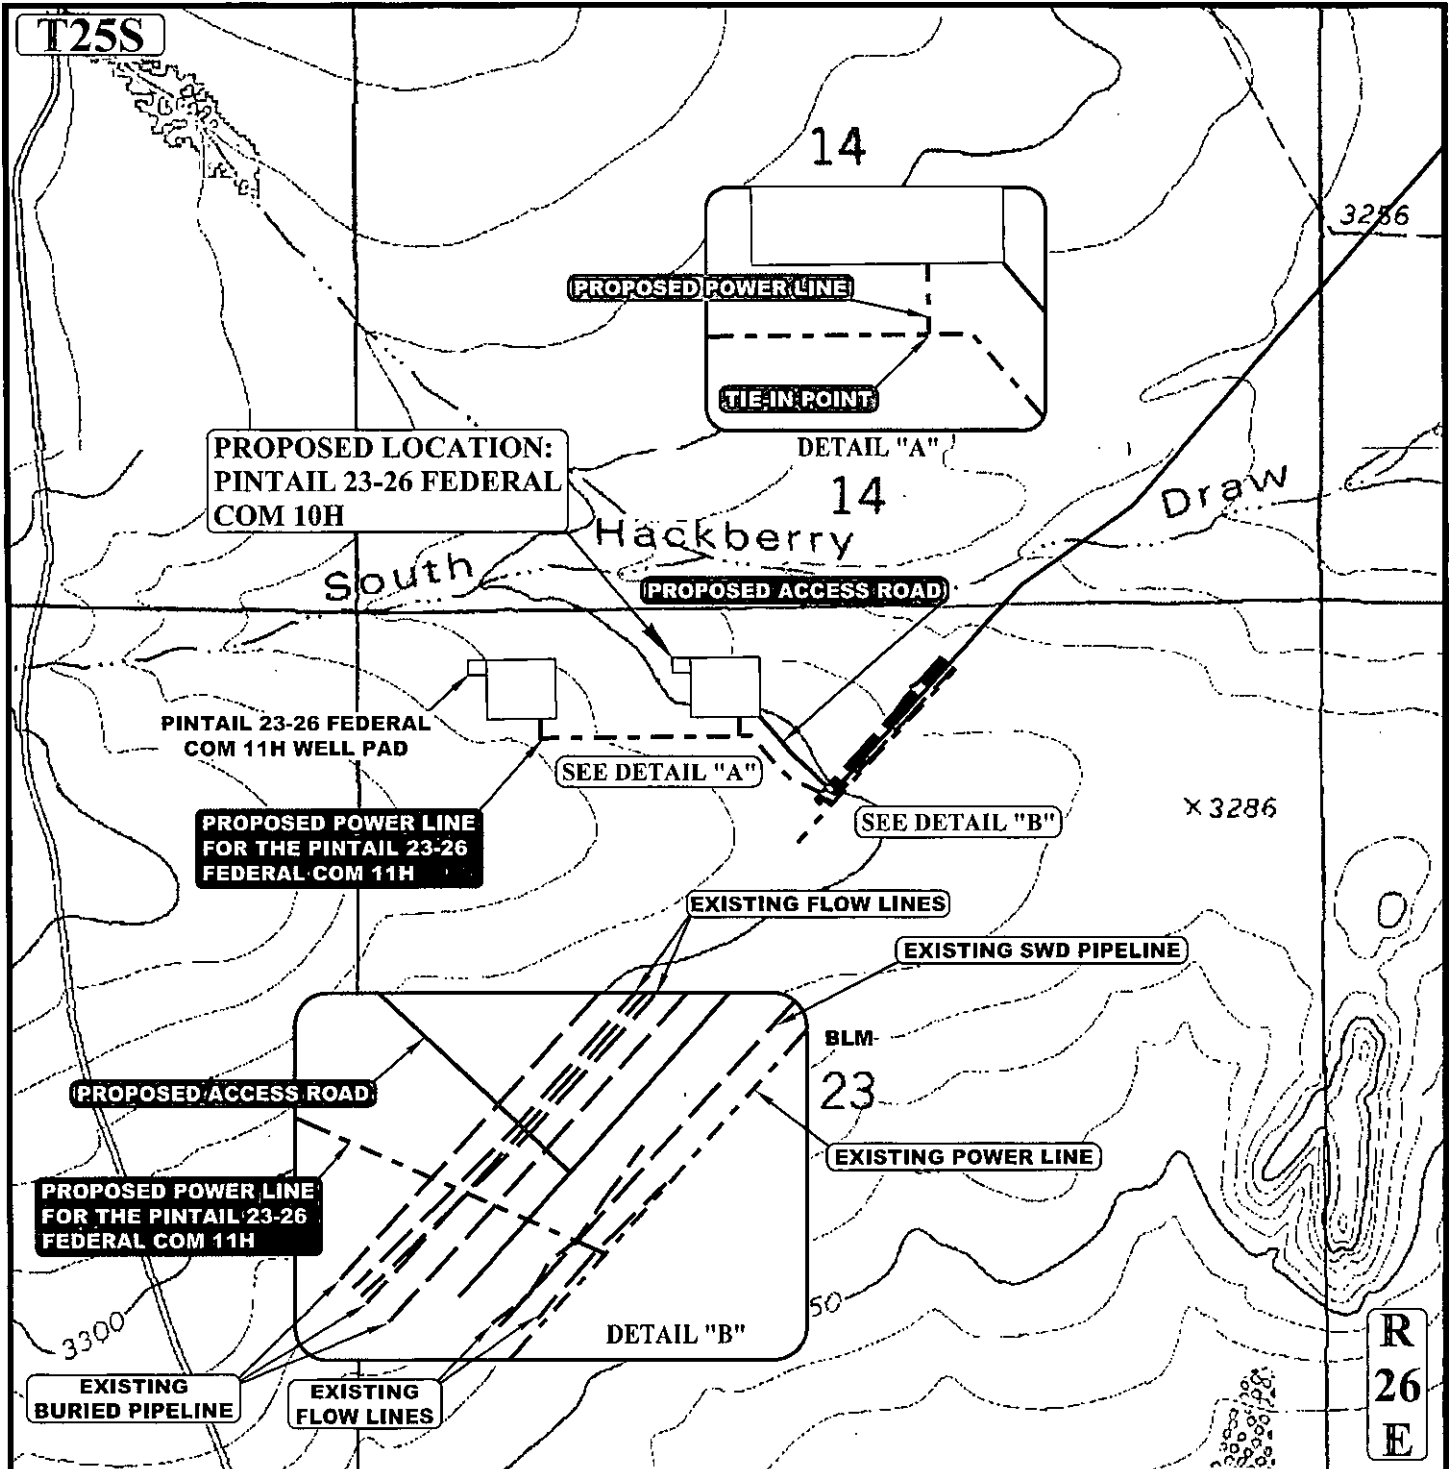 T25S
14
3286
PROPOSED POWER LINE
TIE-IN POINT
DETAIL "A"
PROPOSED LOCATION:
PINTAIL 23-26 FEDERAL
COM 10H
14
South Hackberry Draw
PROPOSED ACCESS ROAD
PINTAIL 23-26 FEDERAL
COM 11H WELL PAD
SEE DETAIL "A"
PROPOSED POWER LINE
FOR THE PINTAIL 23-26
FEDERAL COM 11H
SEE DETAIL "B"
×3286
EXISTING FLOW LINES
EXISTING SWD PIPELINE
BLM
23
PROPOSED ACCESS ROAD
EXISTING POWER LINE
PROPOSED POWER LINE
FOR THE PINTAIL 23-26
FEDERAL COM 11H
3300
50
DETAIL "B"
EXISTING
BURIED PIPELINE
EXISTING
FLOW LINES
R
26
E